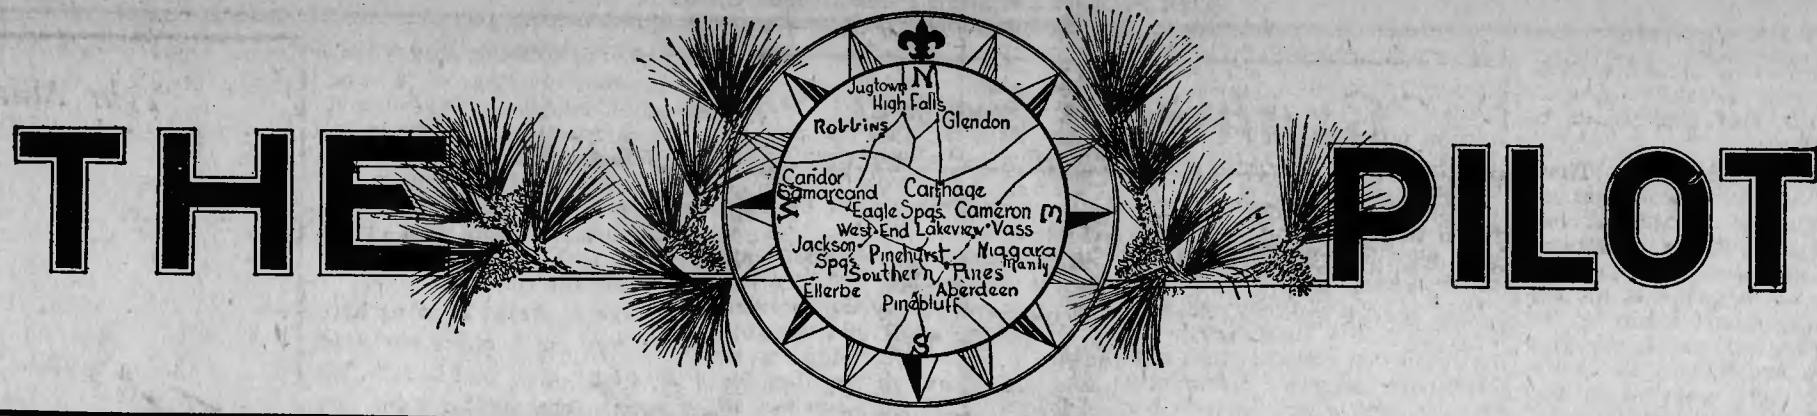 THE PILOT
N
Jugtown
High Falls
Robbins Glendon
Candor
Samarcand Carthage
W Eagle Spgs. Cameron E
West-End Lakeview Vass
Jackson Spgs. Pinehurst Niagara
Manly
Southern Pines
Ellerbe Aberdeen
Pinebluff
S